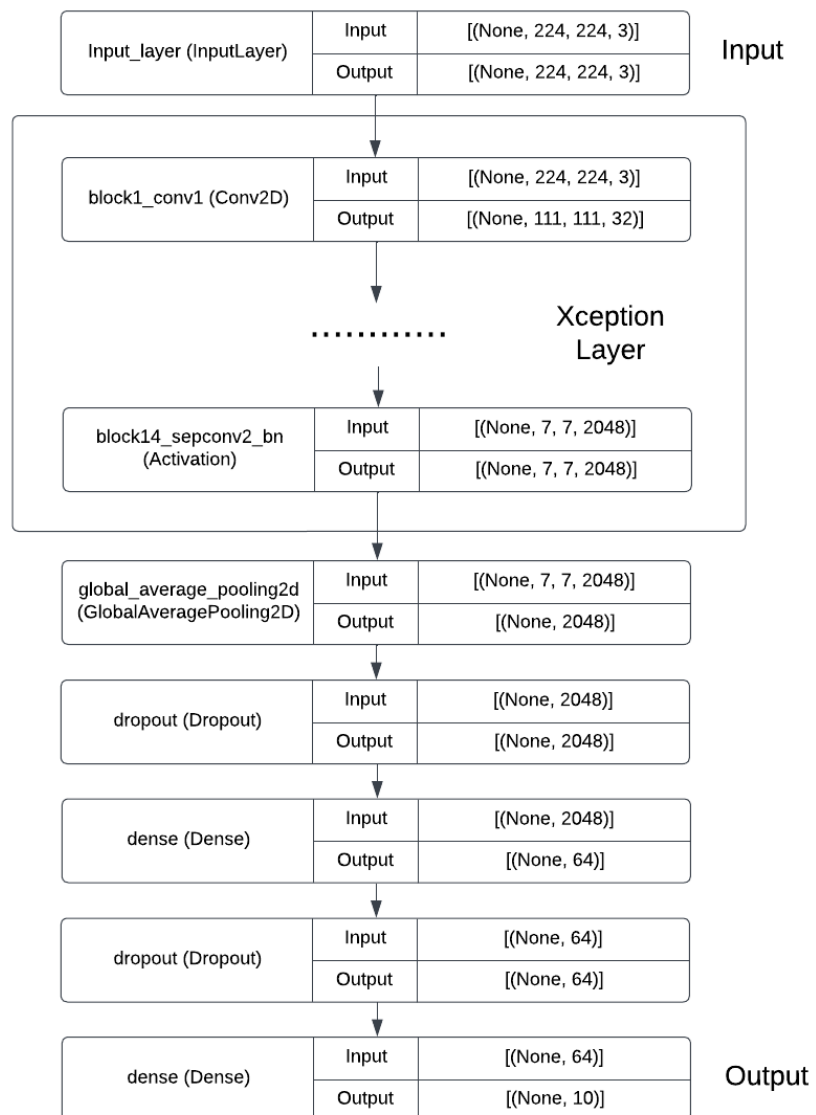 Input_layer (InputLayer)
Input
[(None, 224, 224, 3)]
Output
[(None, 224, 224, 3)]
Input
block1_conv1 (Conv2D)
Input
[(None, 224, 224, 3)]
Output
[(None, 111, 111, 32)]
............
Xception
Layer
block14_sepconv2_bn
(Activation)
Input
[(None, 7, 7, 2048)]
Output
[(None, 7, 7, 2048)]
global_average_pooling2d
(GlobalAveragePooling2D)
Input
[(None, 7, 7, 2048)]
Output
[(None, 2048)]
dropout (Dropout)
Input
[(None, 2048)]
Output
[(None, 2048)]
dense (Dense)
Input
[(None, 2048)]
Output
[(None, 64)]
dropout (Dropout)
Input
[(None, 64)]
Output
[(None, 64)]
dense (Dense)
Input
[(None, 64)]
Output
[(None, 10)]
Output